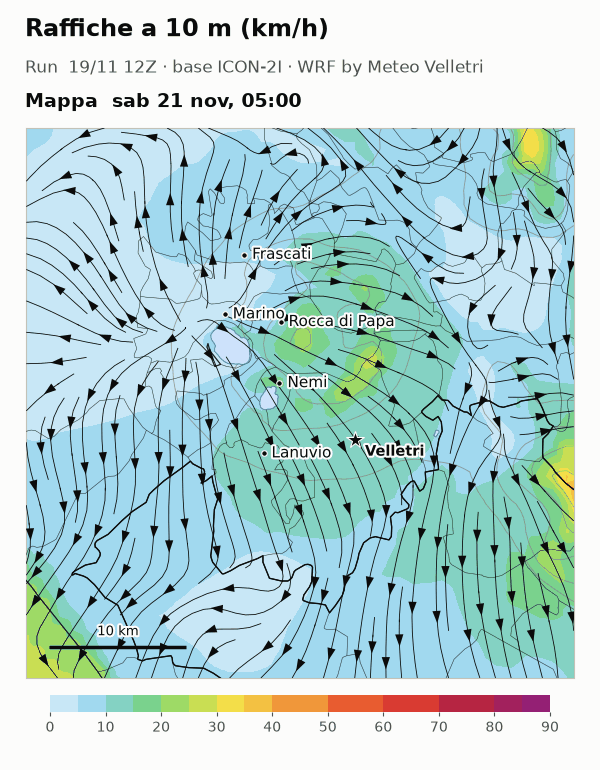 Raffiche a 10 m (km/h)
Run 19/11 12Z · base ICON-2I · WRF by Meteo Velletri
Mappa sab 21 nov, 05:00
Frascati
Marino
Rocca di Papa
Nemi
Velletri
Lanuvio
10 km
0 10 20 30 40 50 60 70 80 90